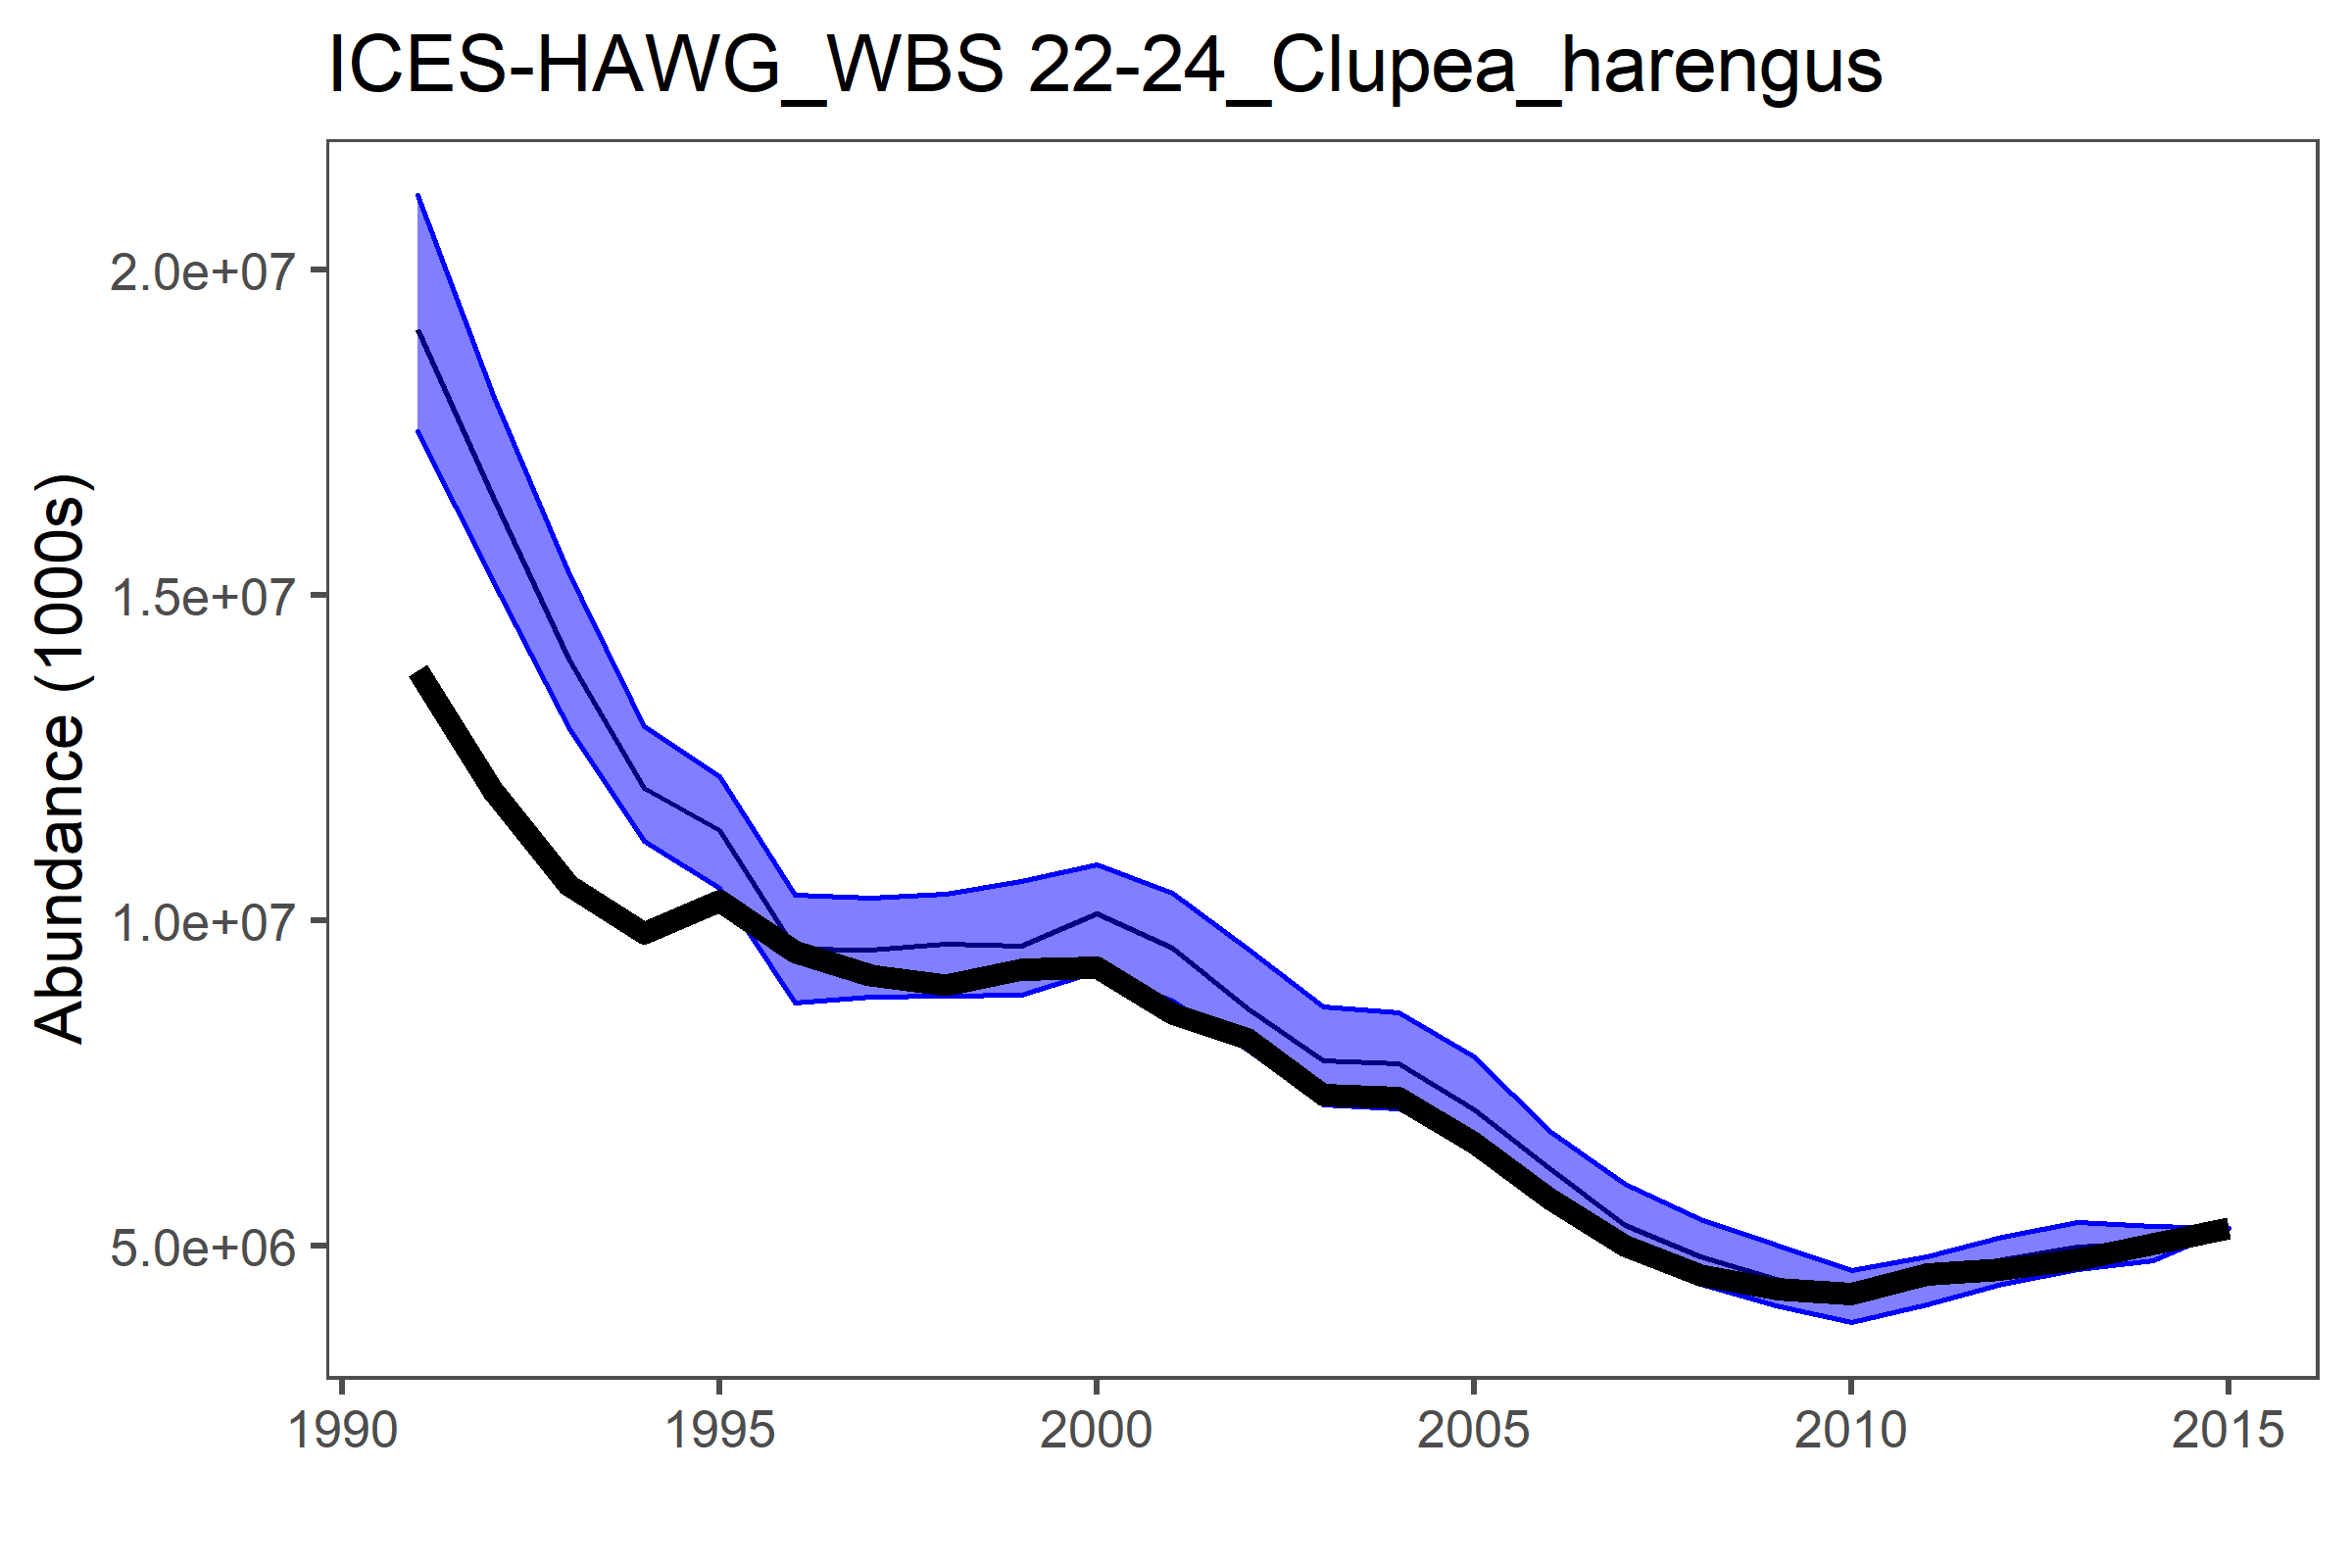 ICES-HAWG_WBS 22-24_Clupea_harengus
Abundance (1000s)
2.0e+07
1.5e+07
1.0e+07
5.0e+06
1990 1995 2000 2005 2010 2015